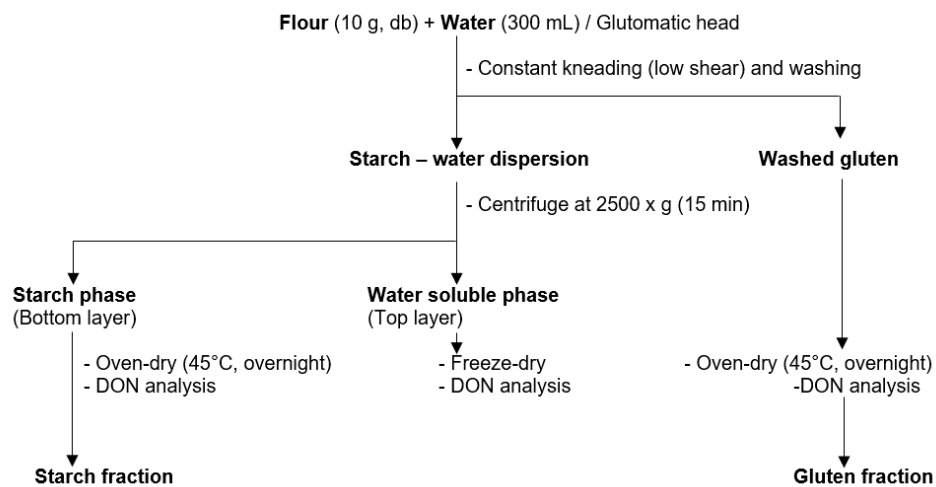 Flour (10 g, db) + Water (300 mL) / Glutomatic head
- Constant kneading (low shear) and washing
Starch – water dispersion
Washed gluten
- Centrifuge at 2500 x g (15 min)
Starch phase
(Bottom layer)
Water soluble phase
(Top layer)
- Oven-dry (45°C, overnight)
- DON analysis
- Freeze-dry
- DON analysis
- Oven-dry (45°C, overnight)
-DON analysis
Starch fraction
Gluten fraction